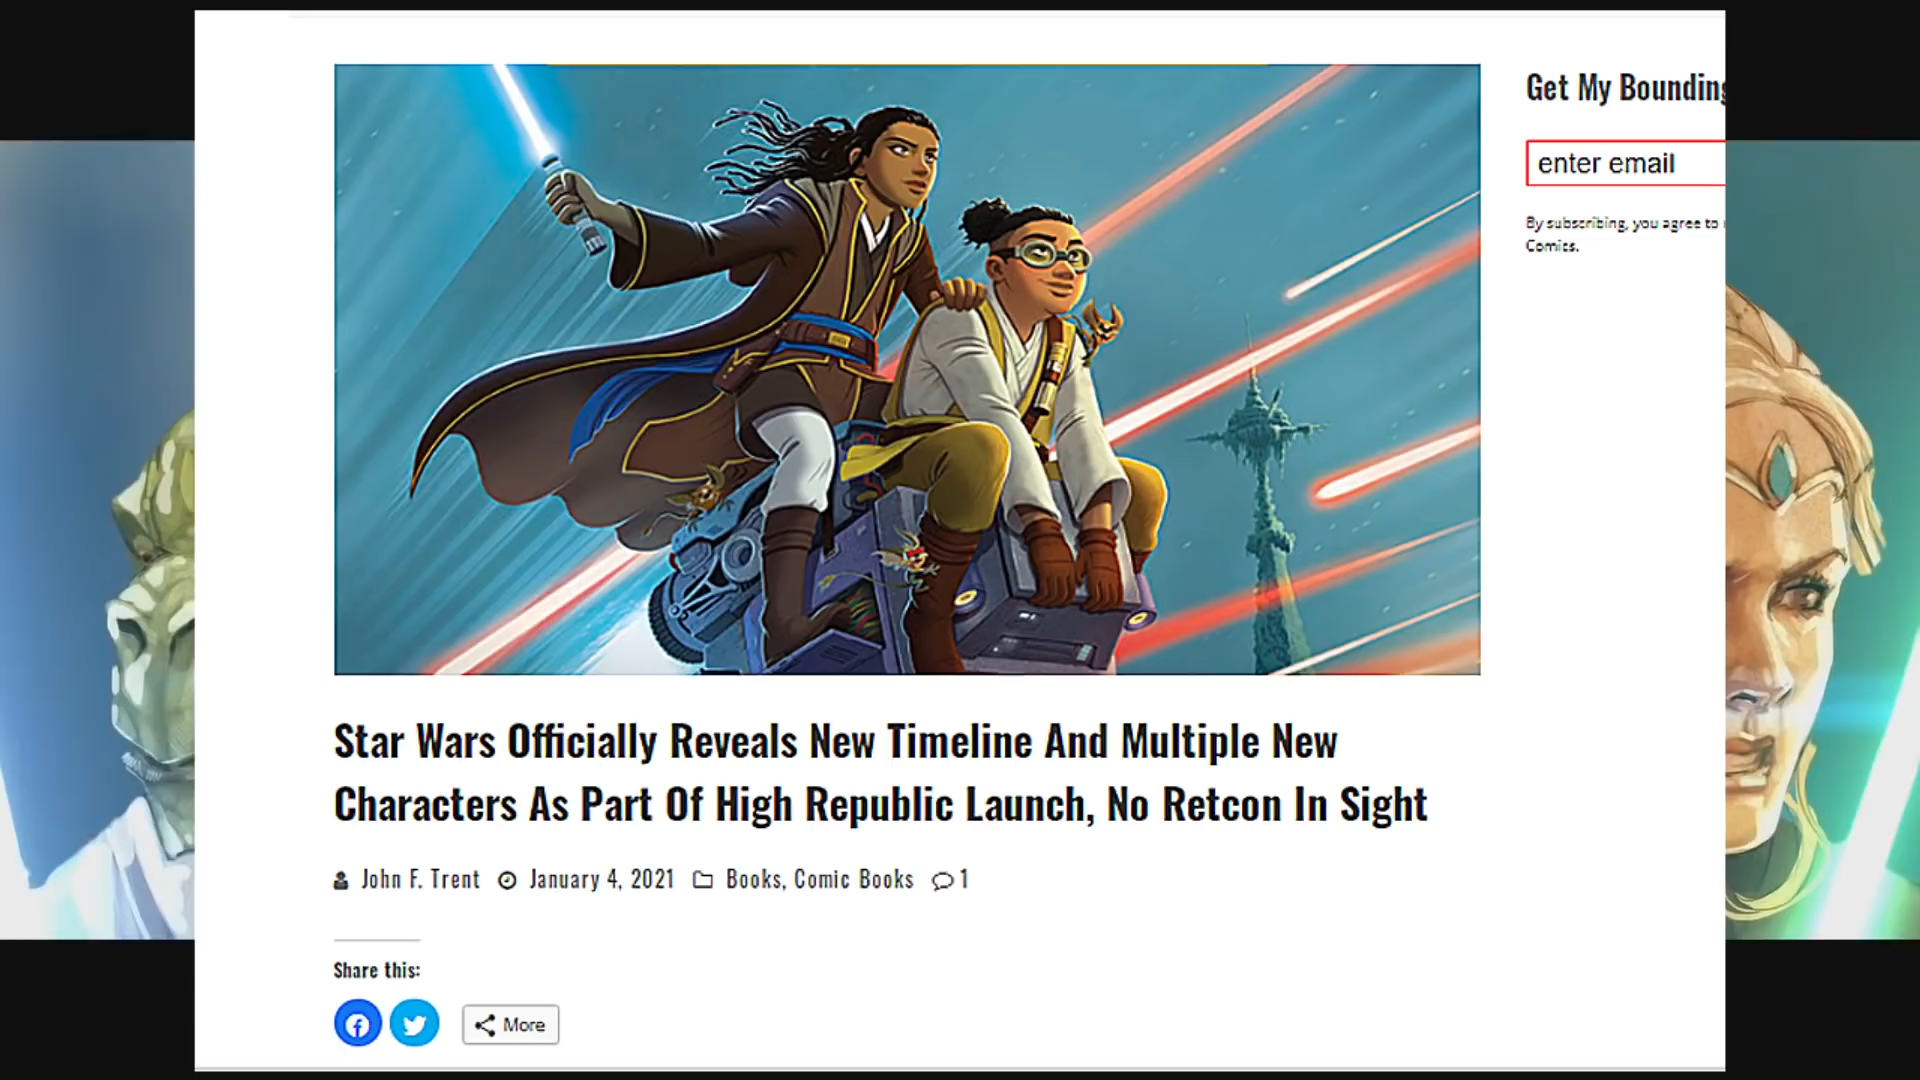 Get My Bounding
enter email
By subscribing, you agree to
Comics.
Star Wars Officially Reveals New Timeline And Multiple New
Characters As Part Of High Republic Launch, No Retcon In Sight
John F. Trent January 4, 2021 Books, Comic Books 1
Share this:
More